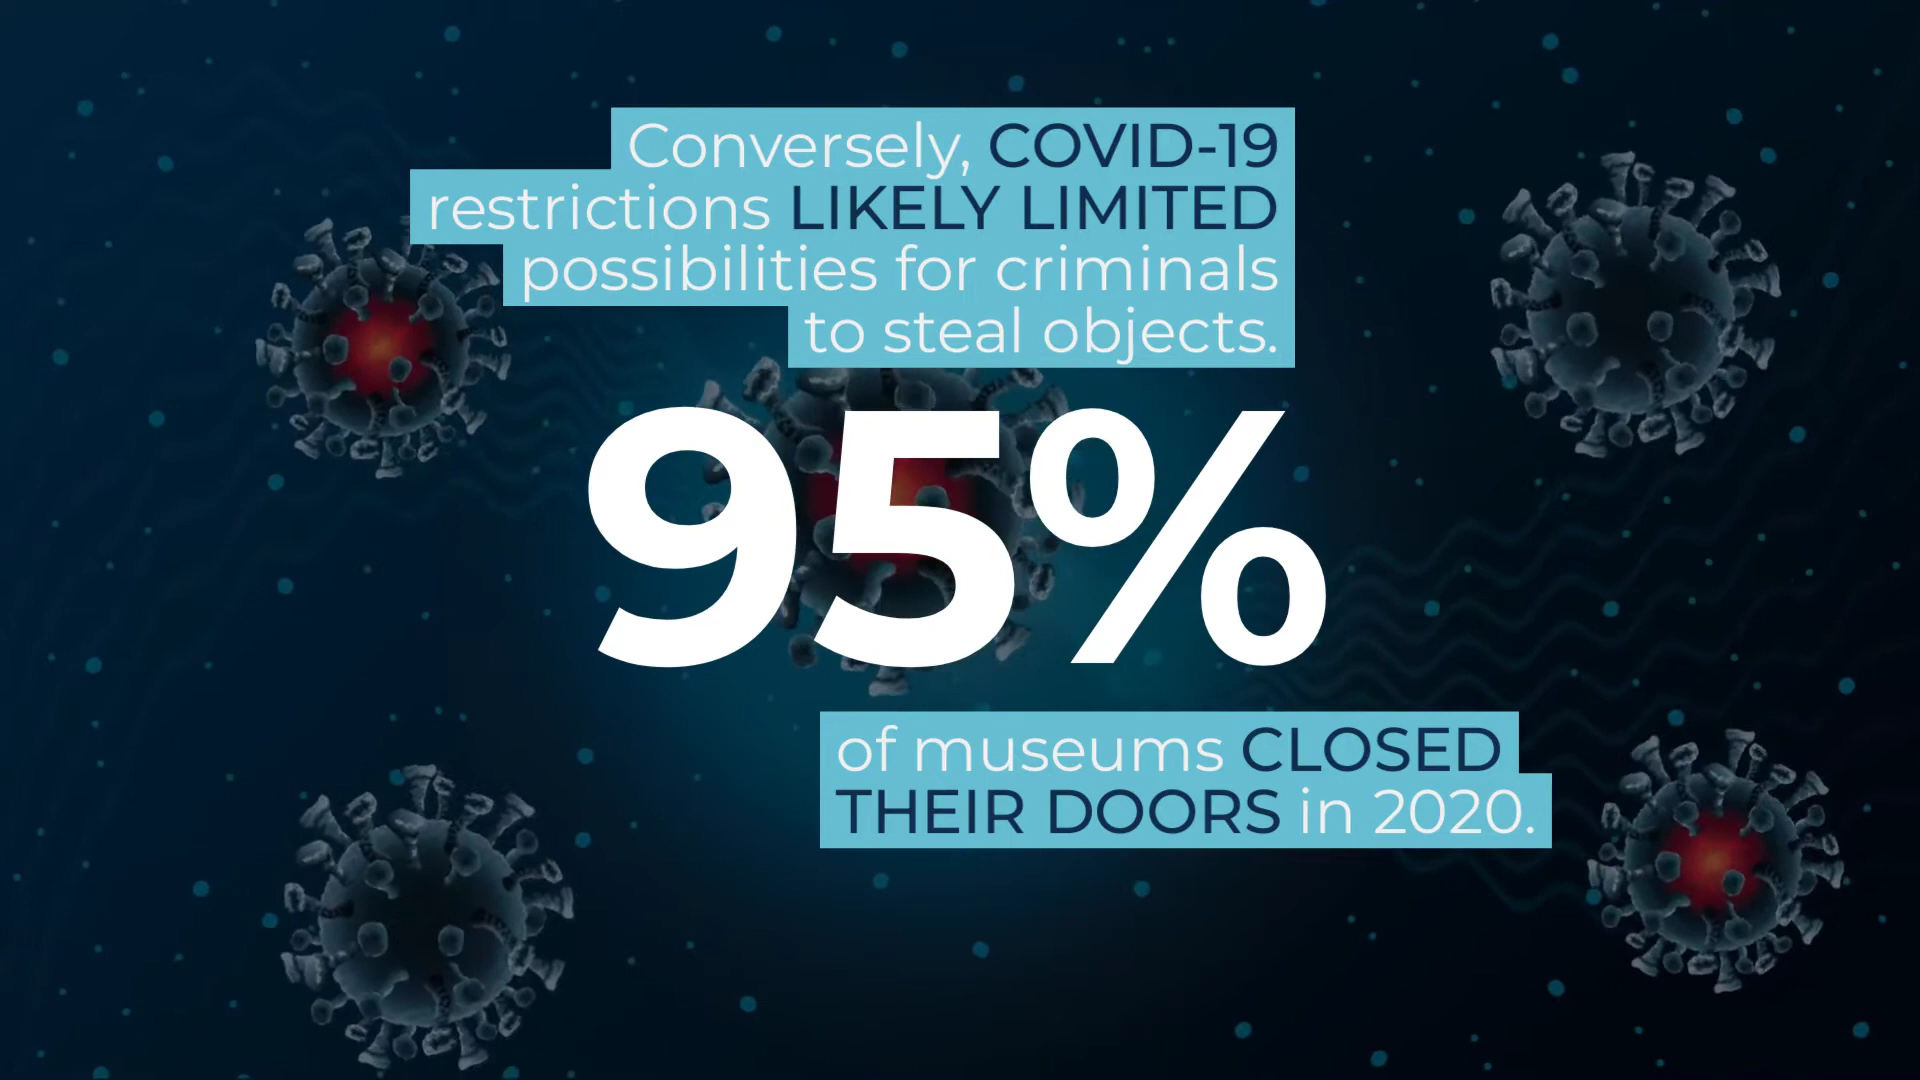 Conversely, COVID-19
restrictions LIKELY LIMITED
possibilities for criminals
to steal objects.
95%
of museums CLOSED
THEIR DOORS in 2020.